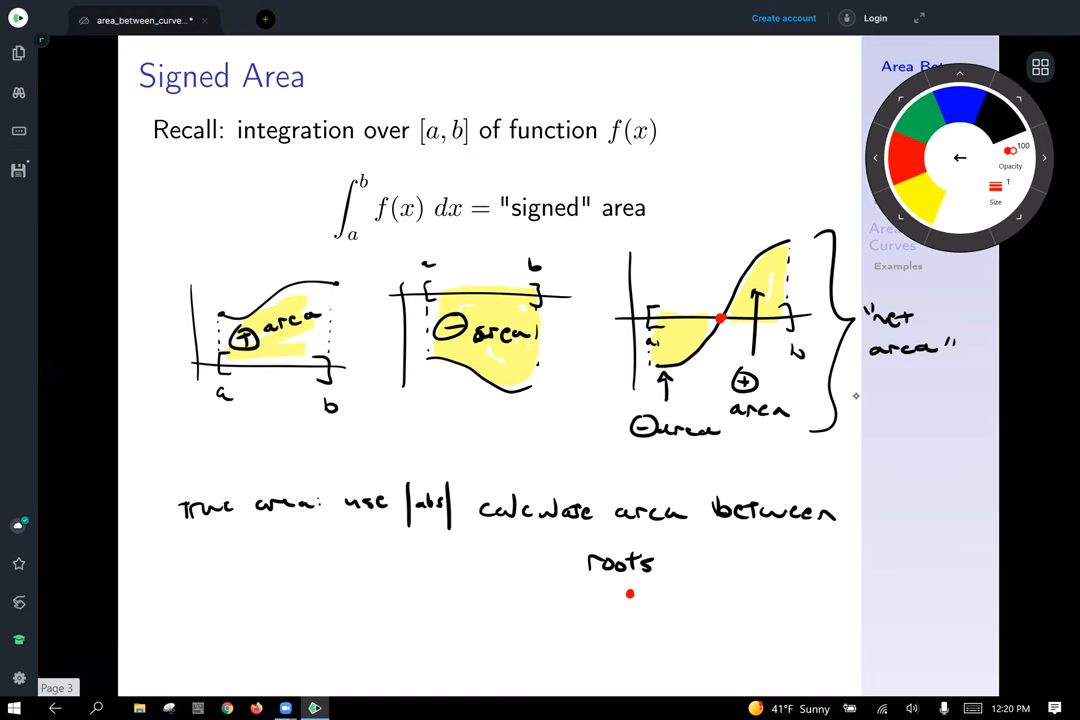 area_between_curve...*
Create account
Login
Signed Area
Area Be
Recall: integration over [a, b] of function f(x)
100
Opacity
1
Size
∫_a^b f(x) dx = "signed" area
Curves
Examples
a b
⊕ area
⊖ area
a b
a b
"net
area"
⊖ area
⊕
area
True area: use |abs| calculate area between
roots
Page 3
41°F Sunny
12:20 PM